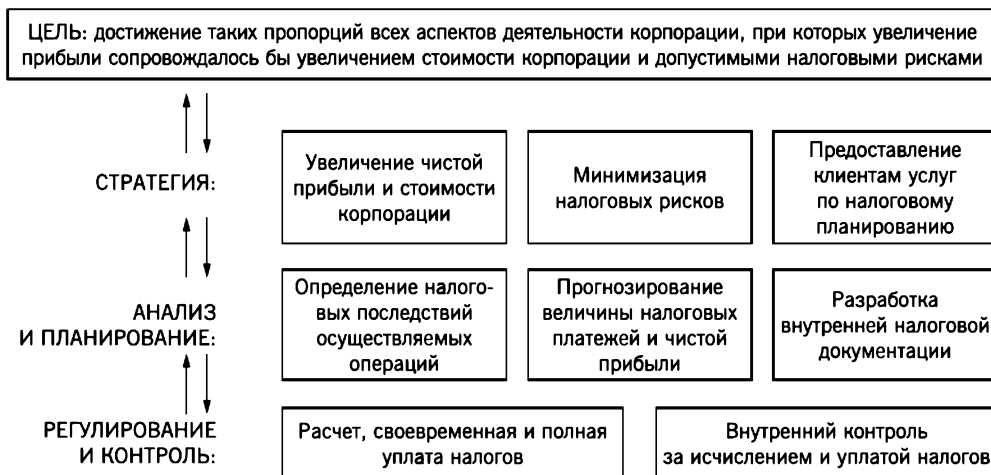 ЦЕЛЬ: достижение таких пропорций всех аспектов деятельности корпорации, при которых увеличение
прибыли сопровождалось бы увеличением стоимости корпорации и допустимыми налоговыми рисками
СТРАТЕГИЯ:
Увеличение чистой
прибыли и стоимости
корпорации
Минимизация
налоговых рисков
Предоставление
клиентам услуг
по налоговому
планированию
АНАЛИЗ
И ПЛАНИРОВАНИЕ:
Определение налого-
вых последствий
осуществляемых
операций
Прогнозирование
величины налоговых
платежей и чистой
прибыли
Разработка
внутренней налоговой
документации
РЕГУЛИРОВАНИЕ
И КОНТРОЛЬ:
Расчет, своевременная и полная
уплата налогов
Внутренний контроль
за исчислением и уплатой налогов